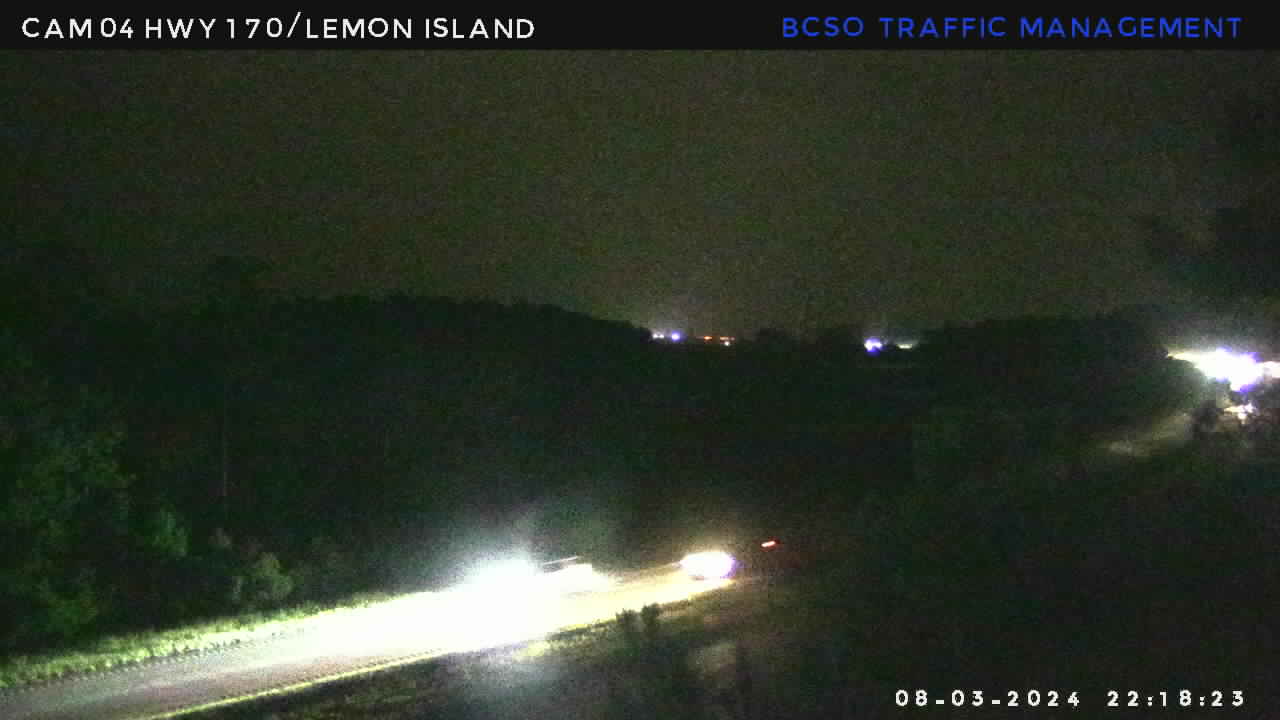 CAM04 HWY 170/LEMON ISLAND
BCSO TRAFFIC MANAGEMENT
08-03-2024 22:18:23